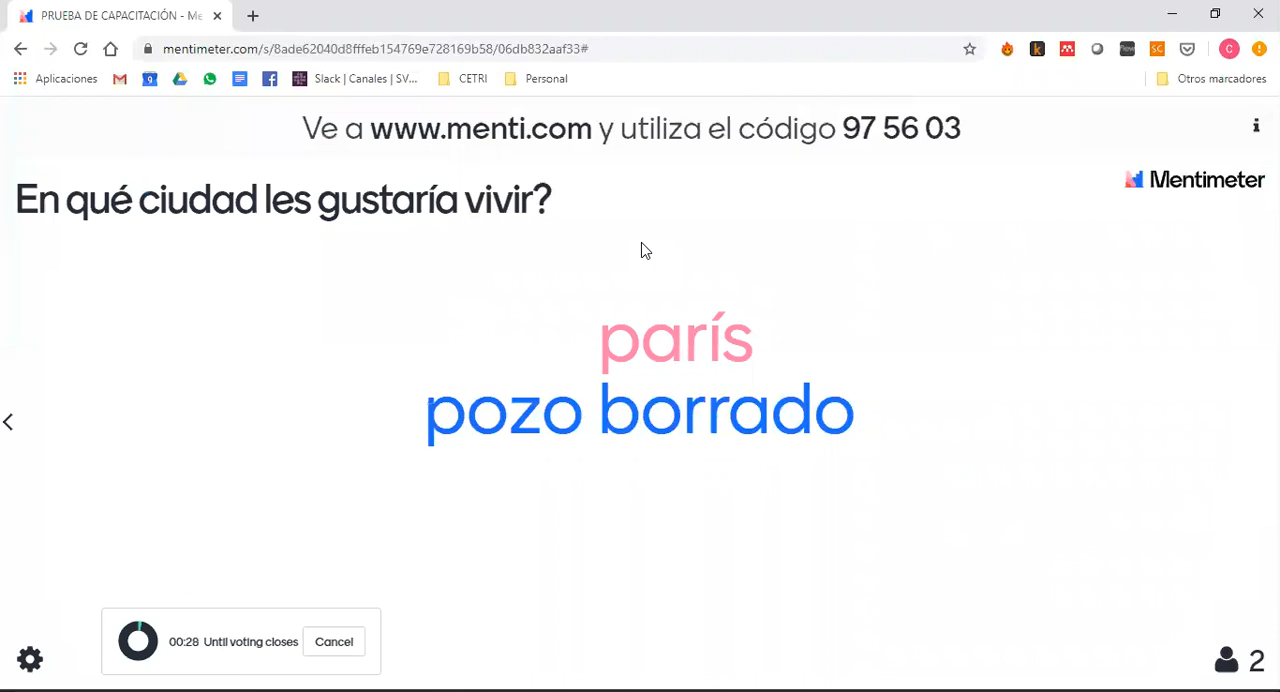 PRUEBA DE CAPACITACIÓN - Me
mentimeter.com/s/8ade62040d8fffeb154769e728169b58/06db832aaf33#
Aplicaciones
Slack | Canales | SV...
CETRI
Personal
Otros marcadores
Ve a www.menti.com y utiliza el código 97 56 03
Mentimeter
En qué ciudad les gustaría vivir?
parís
pozo borrado
00:28 Until voting closes Cancel
2